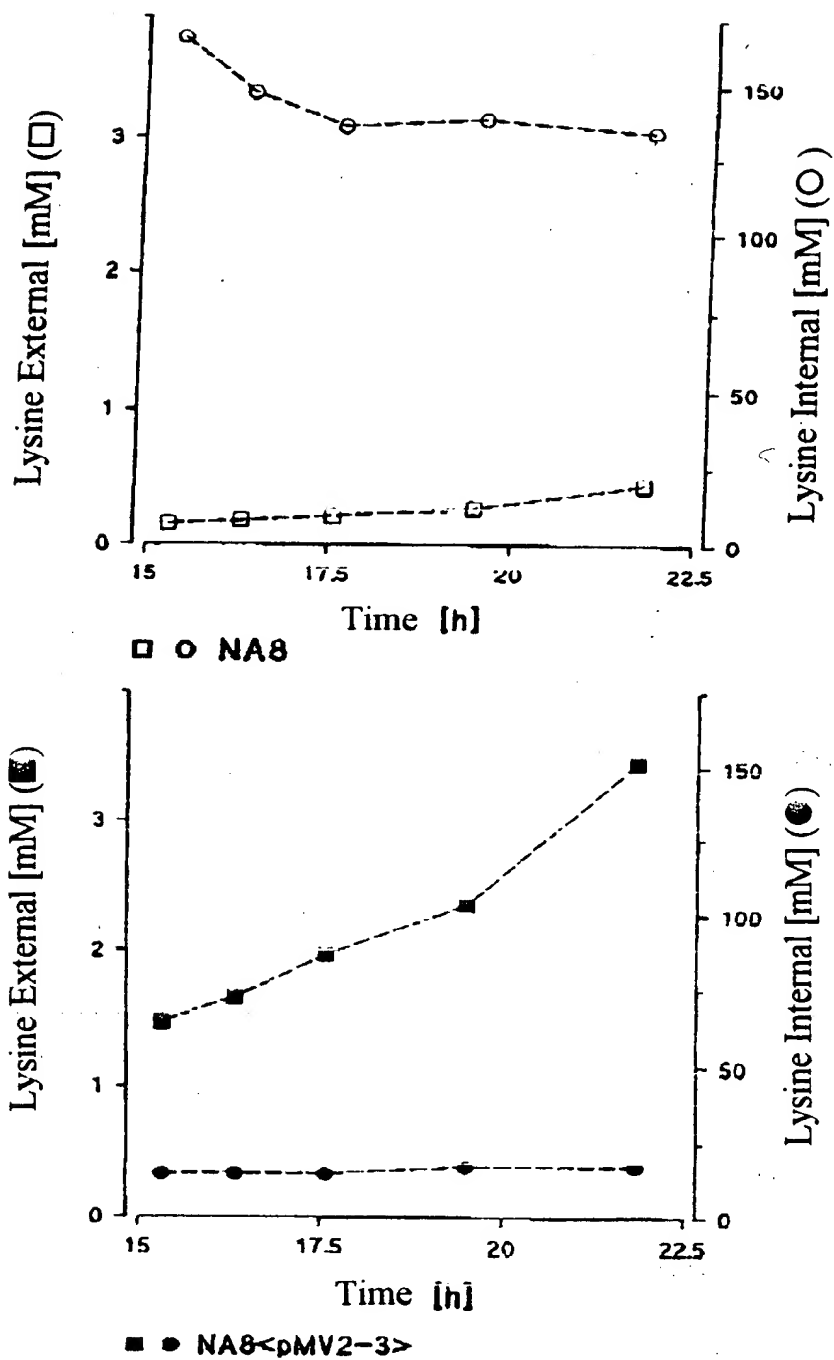 Lysine External [mM] (□)
3
2
1
0
150
100
50
0
Lysine Internal [mM] (○)
15 17.5 20 22.5
Time [h]
□ ○ NA8
Lysine External [mM] (■)
3
2
1
0
150
100
50
0
Lysine Internal [mM] (●)
15 17.5 20 22.5
Time [h]
■ ● NA8<pMV2-3>